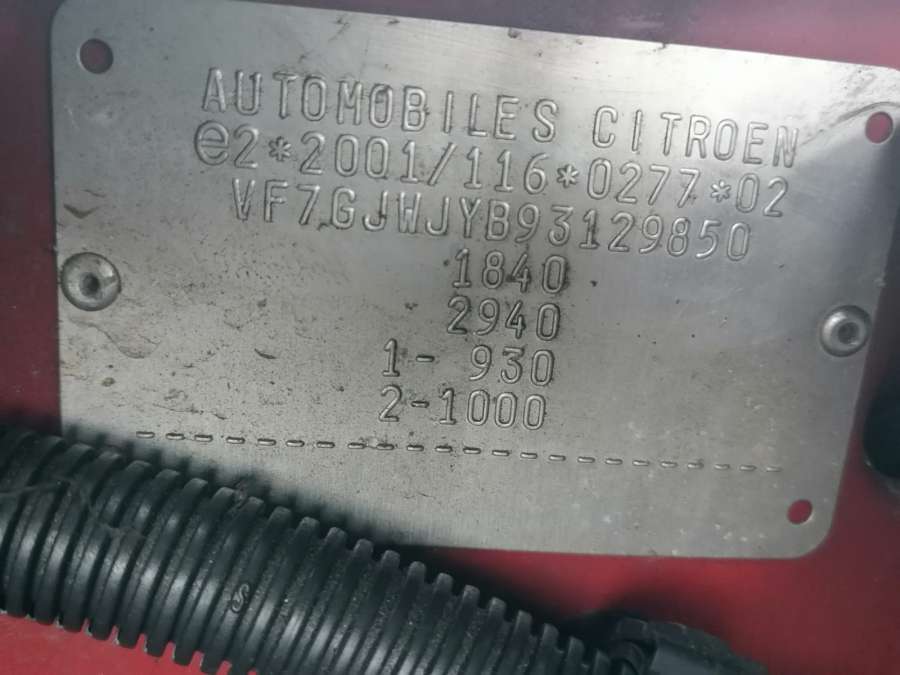 AUTOMOBILES CITROEN
e2*2001/116*0277*02
VF7GJWJYB93129850
1840
2940
1- 930
2-1000
-----------------------------
S